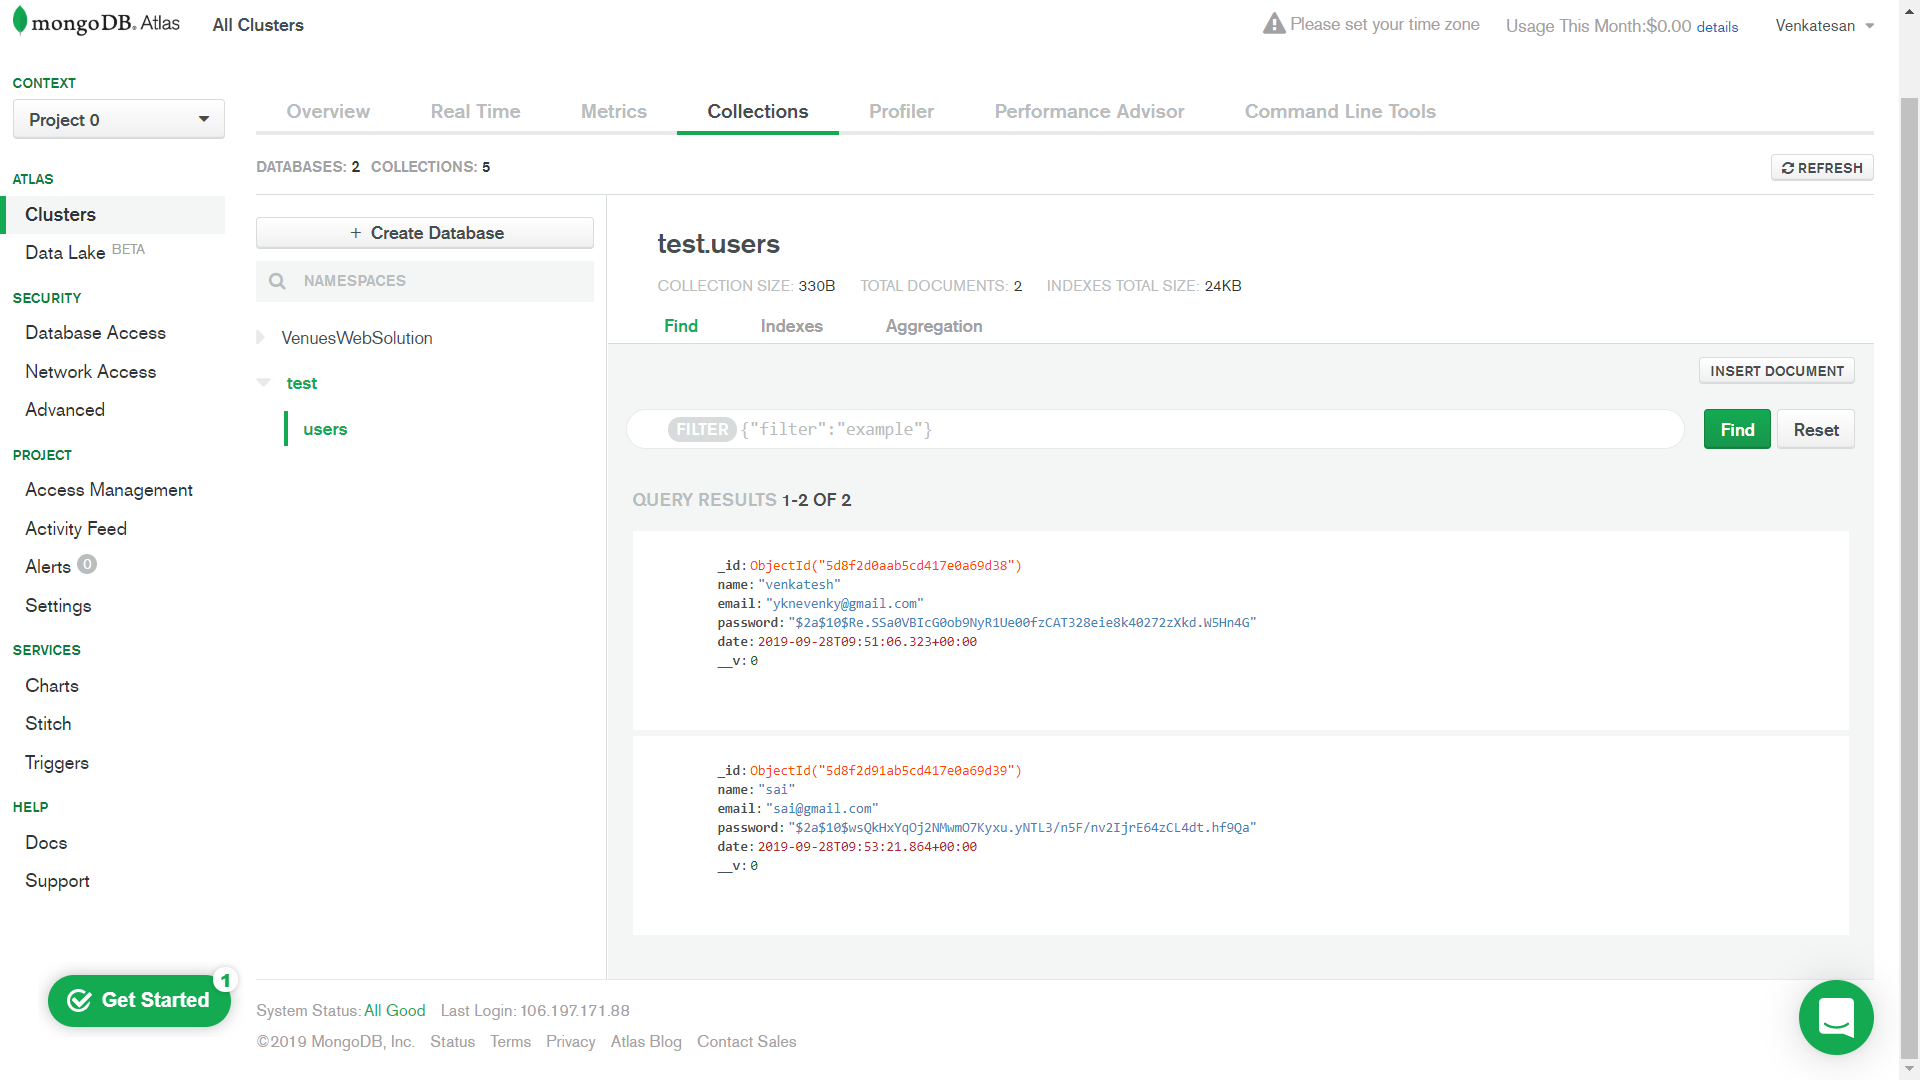 mongoDB. Atlas
All Clusters
Please set your time zone
Usage This Month:$0.00 details
Venkatesan
CONTEXT
Project 0
ATLAS
Clusters
Data Lake BETA
SECURITY
Database Access
Network Access
Advanced
PROJECT
Access Management
Activity Feed
Alerts 0
Settings
SERVICES
Charts
Stitch
Triggers
HELP
Docs
Support
Get Started 1
Overview Real Time Metrics Collections Profiler Performance Advisor Command Line Tools
DATABASES: 2 COLLECTIONS: 5
REFRESH
+ Create Database
NAMESPACES
VenuesWebSolution
test
users
test.users
COLLECTION SIZE: 330B TOTAL DOCUMENTS: 2 INDEXES TOTAL SIZE: 24KB
Find Indexes Aggregation
INSERT DOCUMENT
FILTER {"filter":"example"}
Find Reset
QUERY RESULTS 1-2 OF 2
_id: ObjectId("5d8f2d0aab5cd417e0a69d38")
name: "venkatesh"
email: "yknevenky@gmail.com"
password: "$2a$10$Re.SSa0VBIcG0ob9NyR1Ue00fzCAT328eie8k40272zXkd.W5Hn4G"
date: 2019-09-28T09:51:06.323+00:00
__v: 0
_id: ObjectId("5d8f2d91ab5cd417e0a69d39")
name: "sai"
email: "sai@gmail.com"
password: "$2a$10$wsQkHxYqOj2NMwmO7Kyxu.yNTL3/n5F/nv2IjrE64zCL4dt.hf9Qa"
date: 2019-09-28T09:53:21.864+00:00
__v: 0
System Status: All Good Last Login: 106.197.171.88
©2019 MongoDB, Inc. Status Terms Privacy Atlas Blog Contact Sales